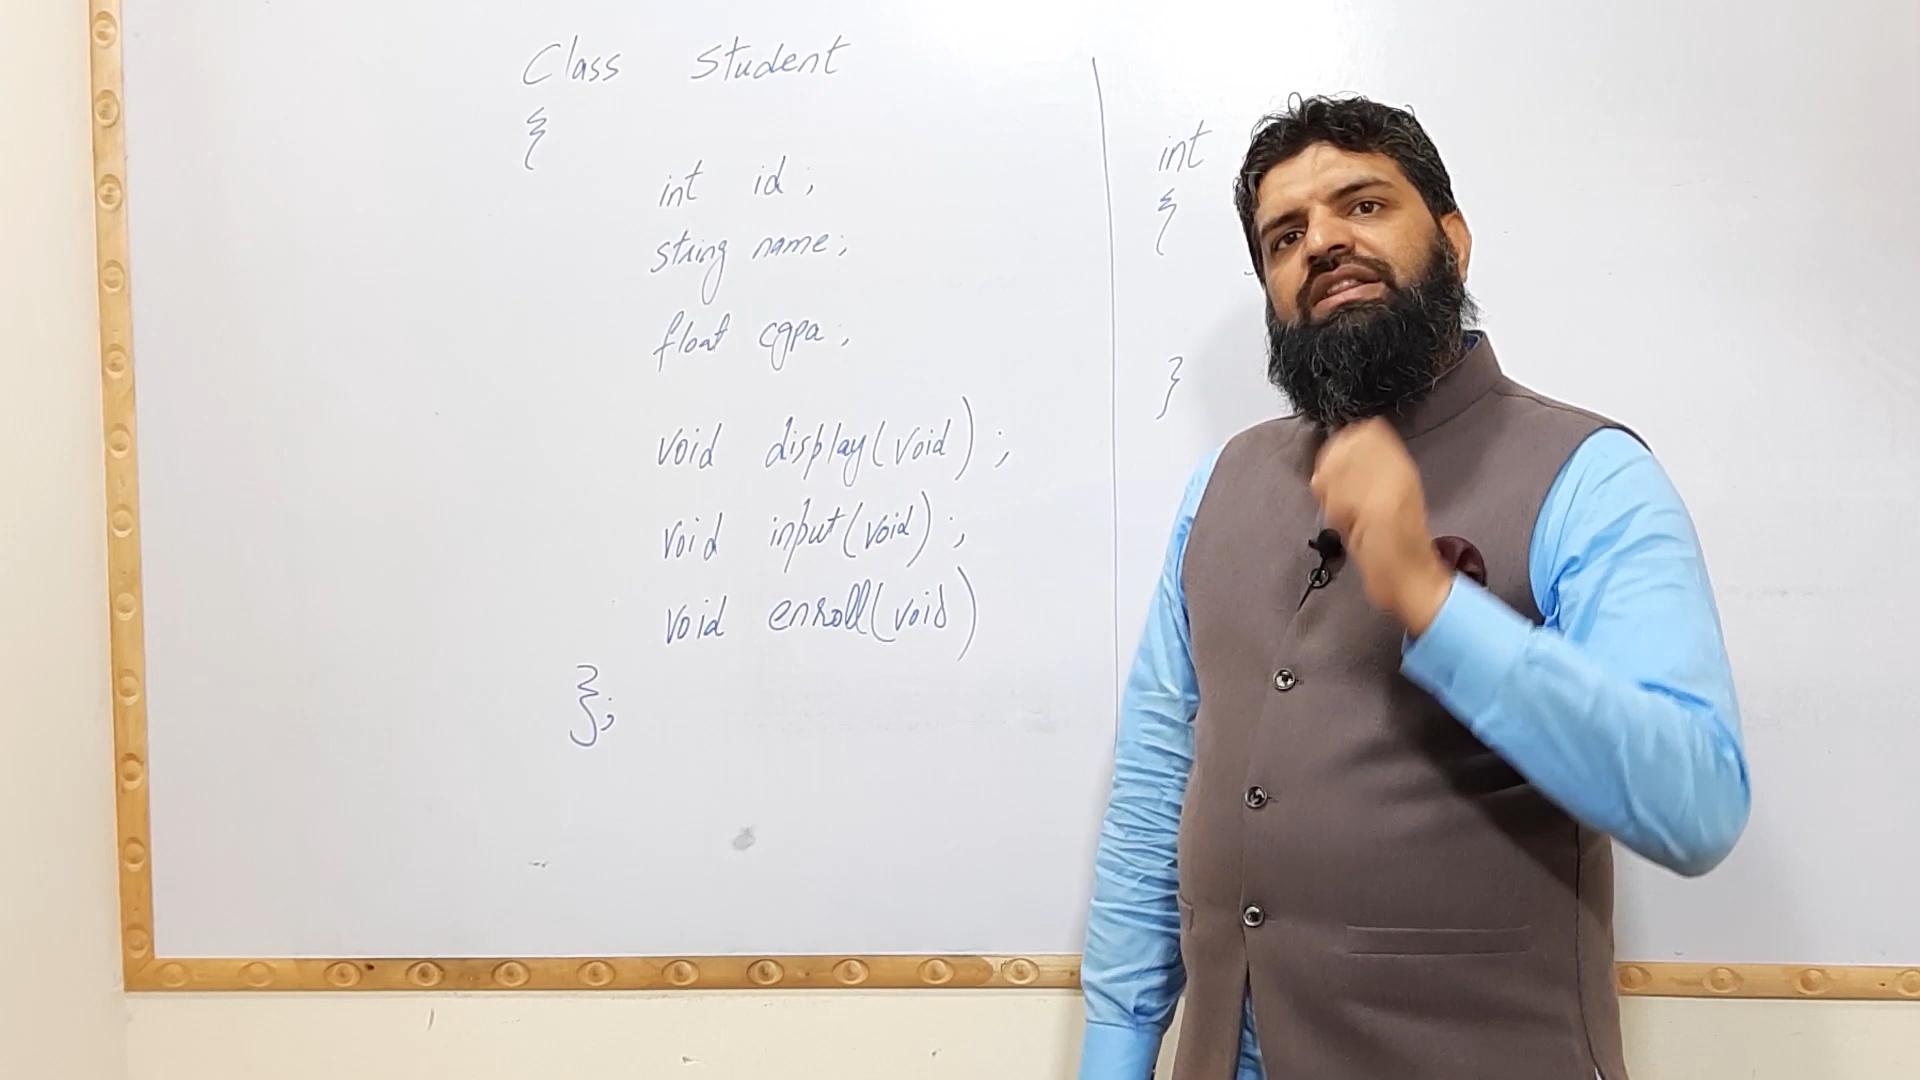 Class Student
{
int id;
string name;
float cgpa;
void display(void);
void input(void);
void enroll(void)
};
int
{
}